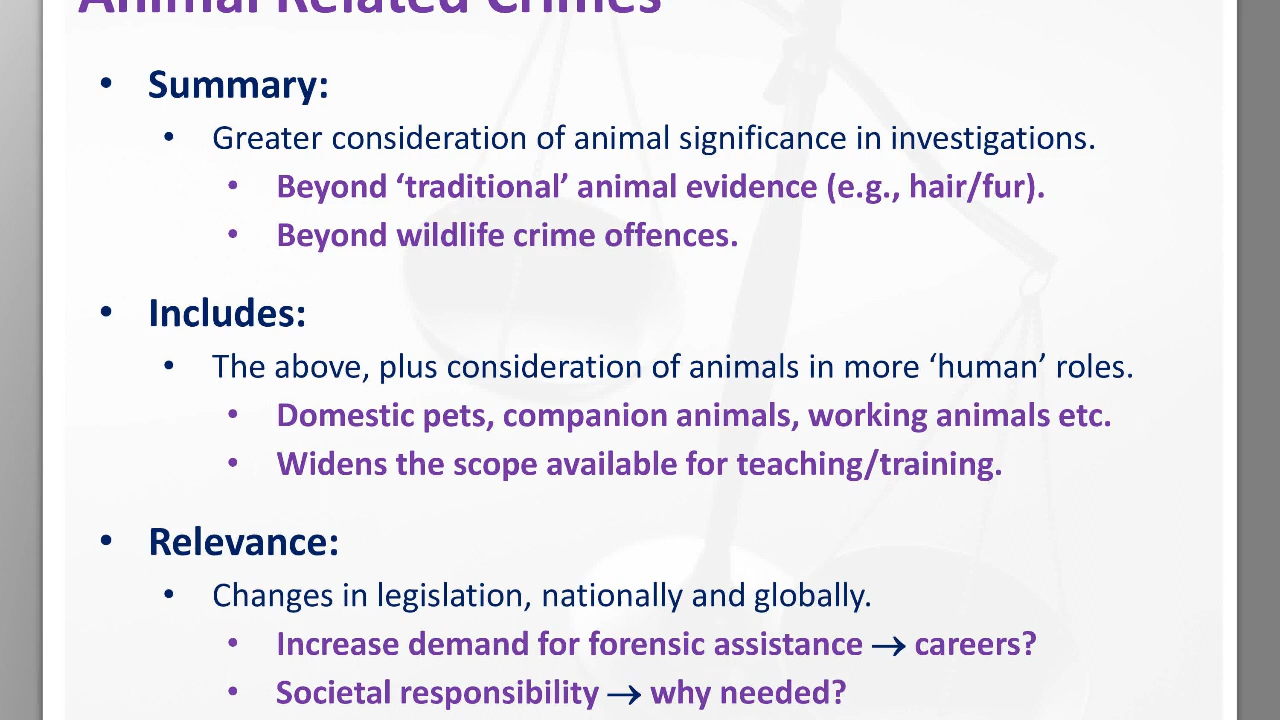 Animal Related Crimes
• Summary:
• Greater consideration of animal significance in investigations.
• Beyond ‘traditional’ animal evidence (e.g., hair/fur).
• Beyond wildlife crime offences.
• Includes:
• The above, plus consideration of animals in more ‘human’ roles.
• Domestic pets, companion animals, working animals etc.
• Widens the scope available for teaching/training.
• Relevance:
• Changes in legislation, nationally and globally.
• Increase demand for forensic assistance → careers?
• Societal responsibility → why needed?